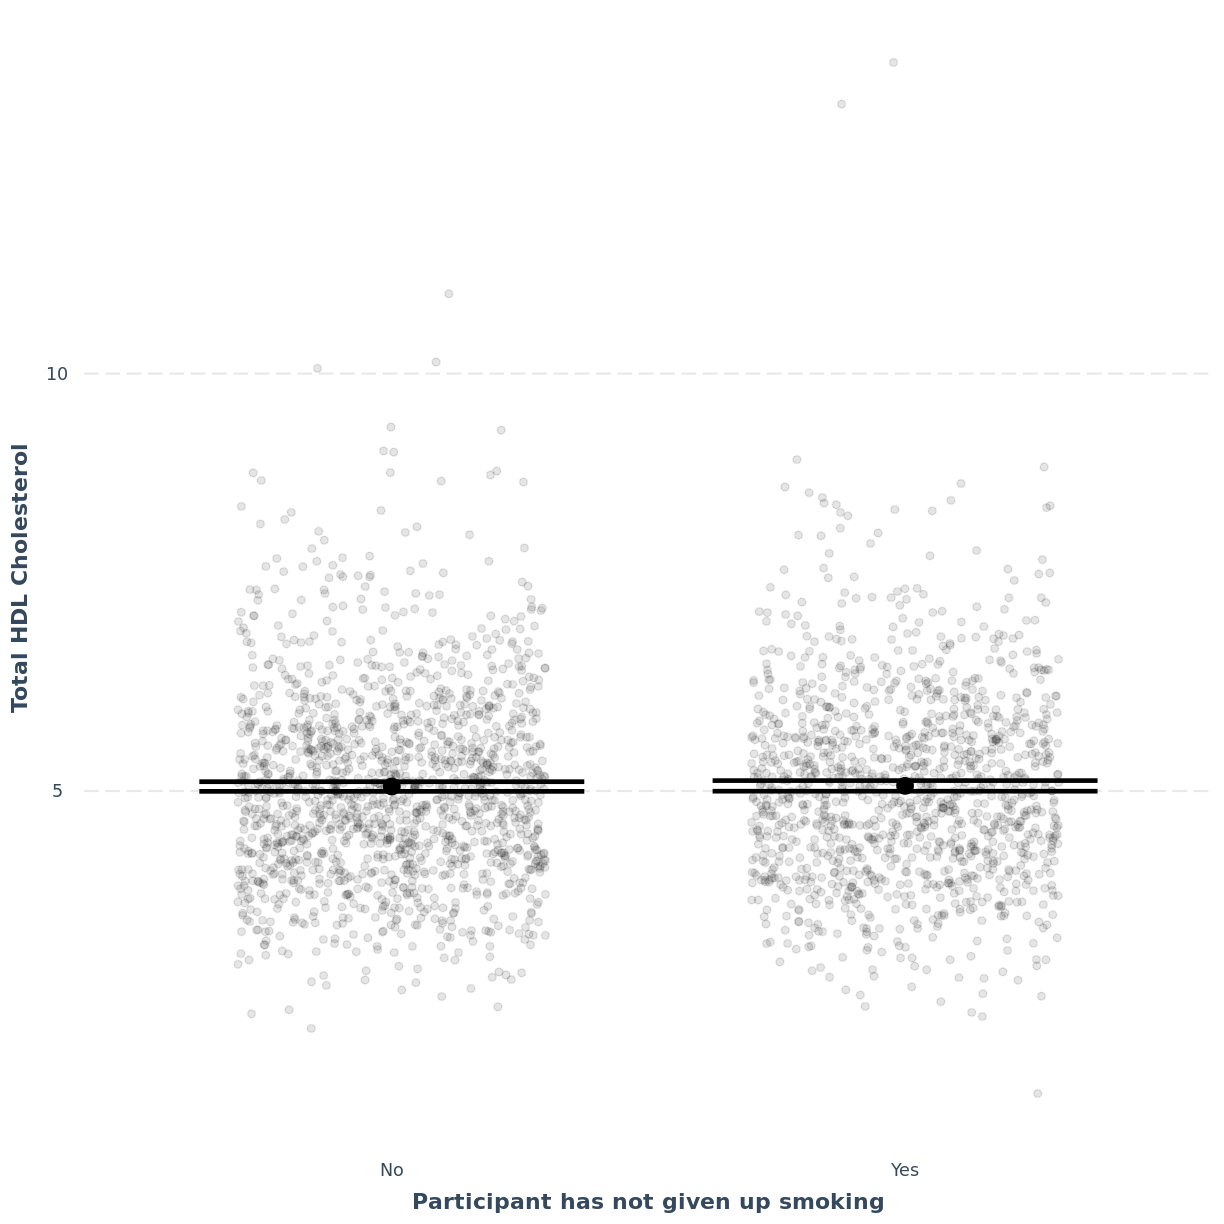 10
5
Total HDL Cholesterol
No
Yes
Participant has not given up smoking